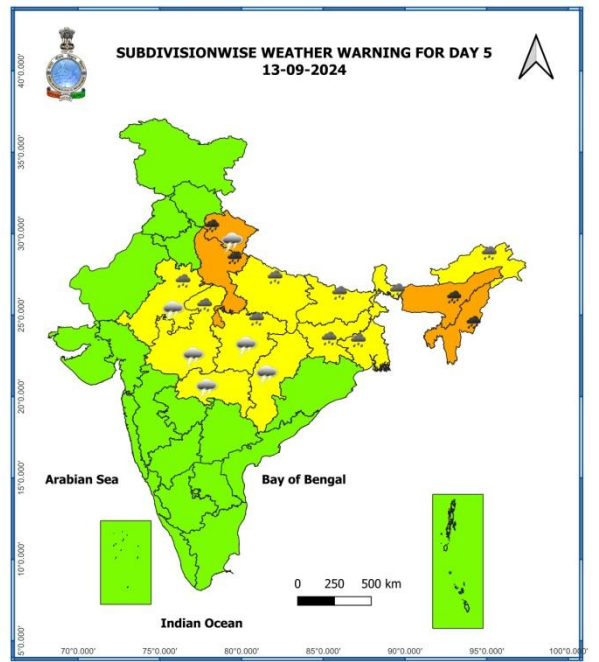 SUBDIVISIONWISE WEATHER WARNING FOR DAY 5
13-09-2024
40°0.000'
35°0.000'
30°0.000'
25°0.000'
20°0.000'
15°0.000'
10°0.000'
5°0.000'
Arabian Sea
Bay of Bengal
0 250 500 km
Indian Ocean
70°0.000' 75°0.000' 80°0.000' 85°0.000' 90°0.000' 95°0.000' 100°0.000'